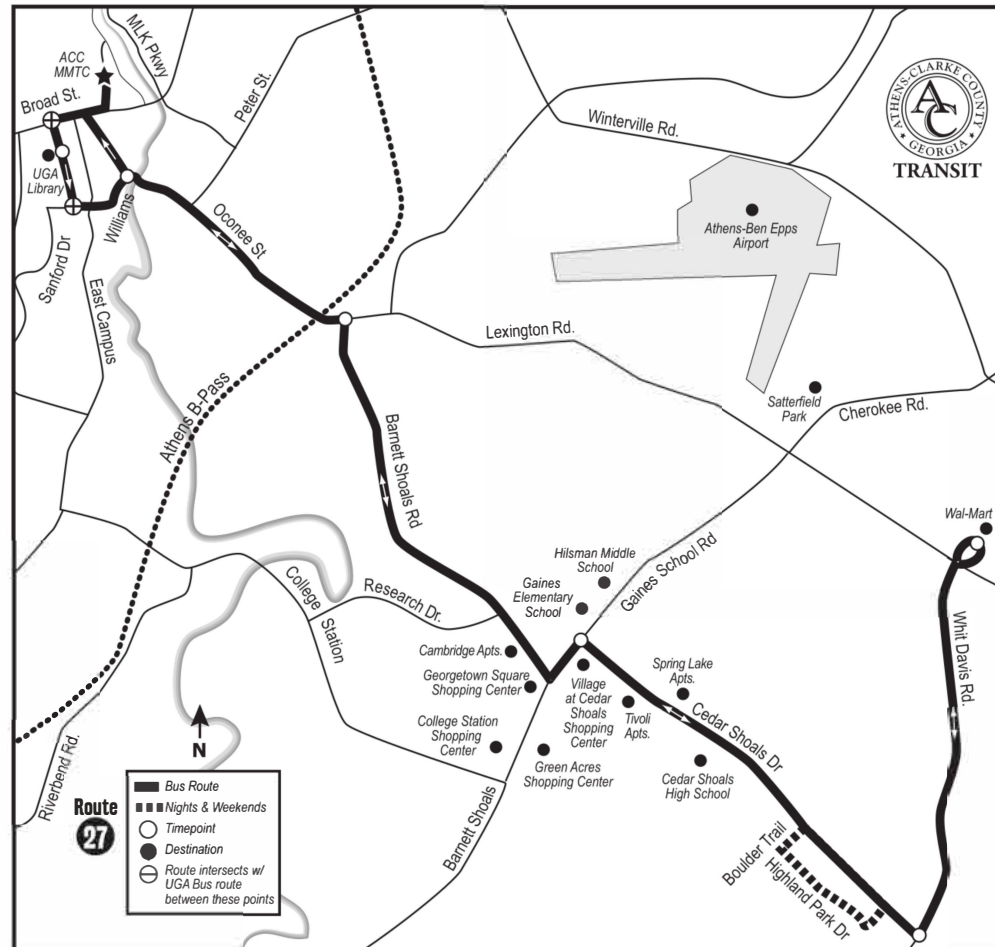 ACC
MMTC
MLK Pkwy
Broad St.
Peter St.
Winterville Rd.
ATHENS-CLARKE COUNTY
AC
GEORGIA
TRANSIT
UGA
Library
Williams
Oconee St
Athens-Ben Epps
Airport
Sanford Dr
East Campus
Lexington Rd.
Athens B-Pass
Satterfield
Park
Cherokee Rd.
Barnett Shoals Rd
Wal-Mart
Hilsman Middle
School
Gaines School Rd
Gaines
Elementary
School
College
Station
Research Dr.
Whit Davis Rd.
Cambridge Apts.
Georgetown Square
Shopping Center
Village
at Cedar
Shoals
Shopping
Center
Spring Lake
Apts.
Tivoli
Apts.
Cedar Shoals Dr
College Station
Shopping
Center
Green Acres
Shopping Center
Cedar Shoals
High School
N
Riverbend Rd.
Barnett Shoals
Boulder Trail
Highland Park Dr
Route
27
Bus Route
Nights & Weekends
Timepoint
Destination
Route intersects w/
UGA Bus route
between these points